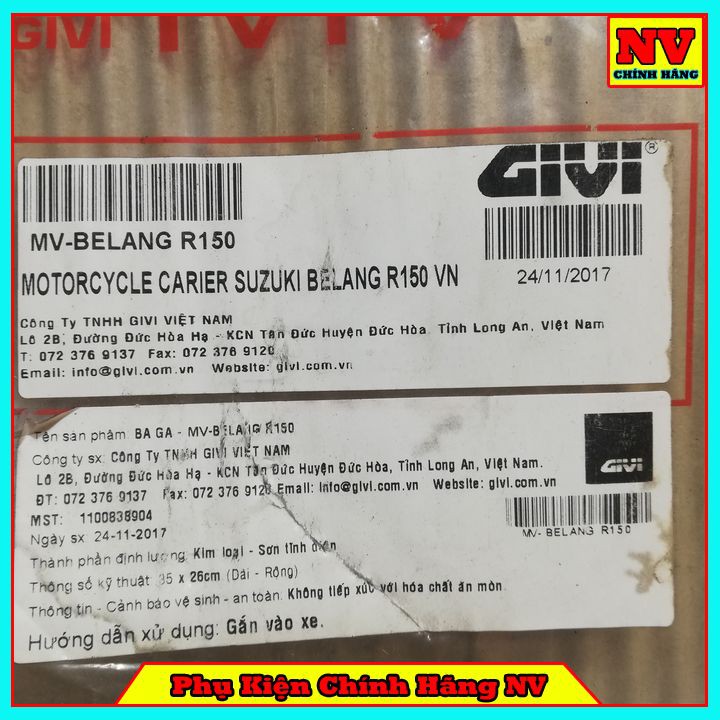 GIVI
NV
CHÍNH HÃNG
GIVI®
MV-BELANG R150
MOTORCYCLE CARIER SUZUKI BELANG R150 VN
24/11/2017
Công Ty TNHH GIVI VIỆT NAM
Lô 2B, Đường Đức Hòa Hạ - KCN Tân Đức Huyện Đức Hòa, Tỉnh Long An, Việt Nam
T: 072 376 9137 Fax: 072 376 9120
Email: info@givi.com.vn Website: givi.com.vn
Tên sản phẩm: BA GA - MV-BELANG R150
Công ty sx: Công Ty TNHH GIVI VIỆT NAM
Lô 2B, Đường Đức Hòa Hạ - KCN Tân Đức Huyện Đức Hòa, Tỉnh Long An, Việt Nam.
ĐT: 072 376 9137 Fax: 072 376 9120 Email: info@givi.com.vn Website: givi.com.vn
MST: 1100838904
Ngày sx: 24-11-2017
GIVI
MV- BELANG R150
Thành phần định lượng: Kim loại - Sơn tĩnh điện
Thông số kỹ thuật: 35 x 26cm (Dài - Rộng)
Thông tin - Cảnh báo vệ sinh - an toàn: Không tiếp xúc với hóa chất ăn mòn.
Hướng dẫn xử dụng: Gắn vào xe.
Phụ Kiện Chính Hãng NV